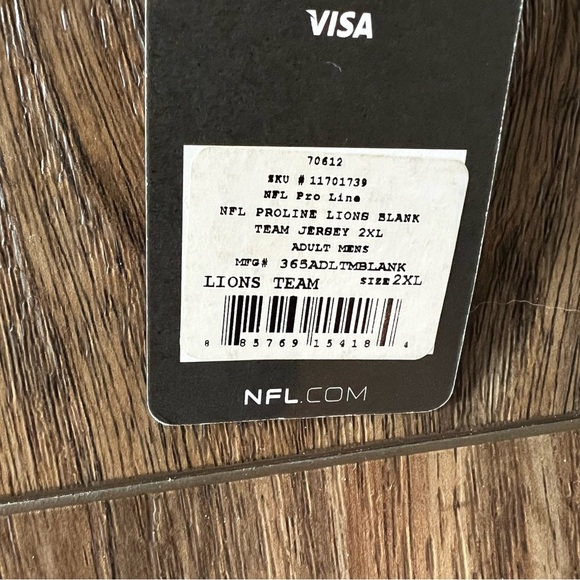 VISA
70612
SKU # 11701739
NFL Pro Line
NFL PROLINE LIONS BLANK
TEAM JERSEY 2XL
ADULT MENS
MFG# 365ADLTMBLANK
LIONS TEAM SIZE 2XL
8 85769 15418 4
NFL.COM